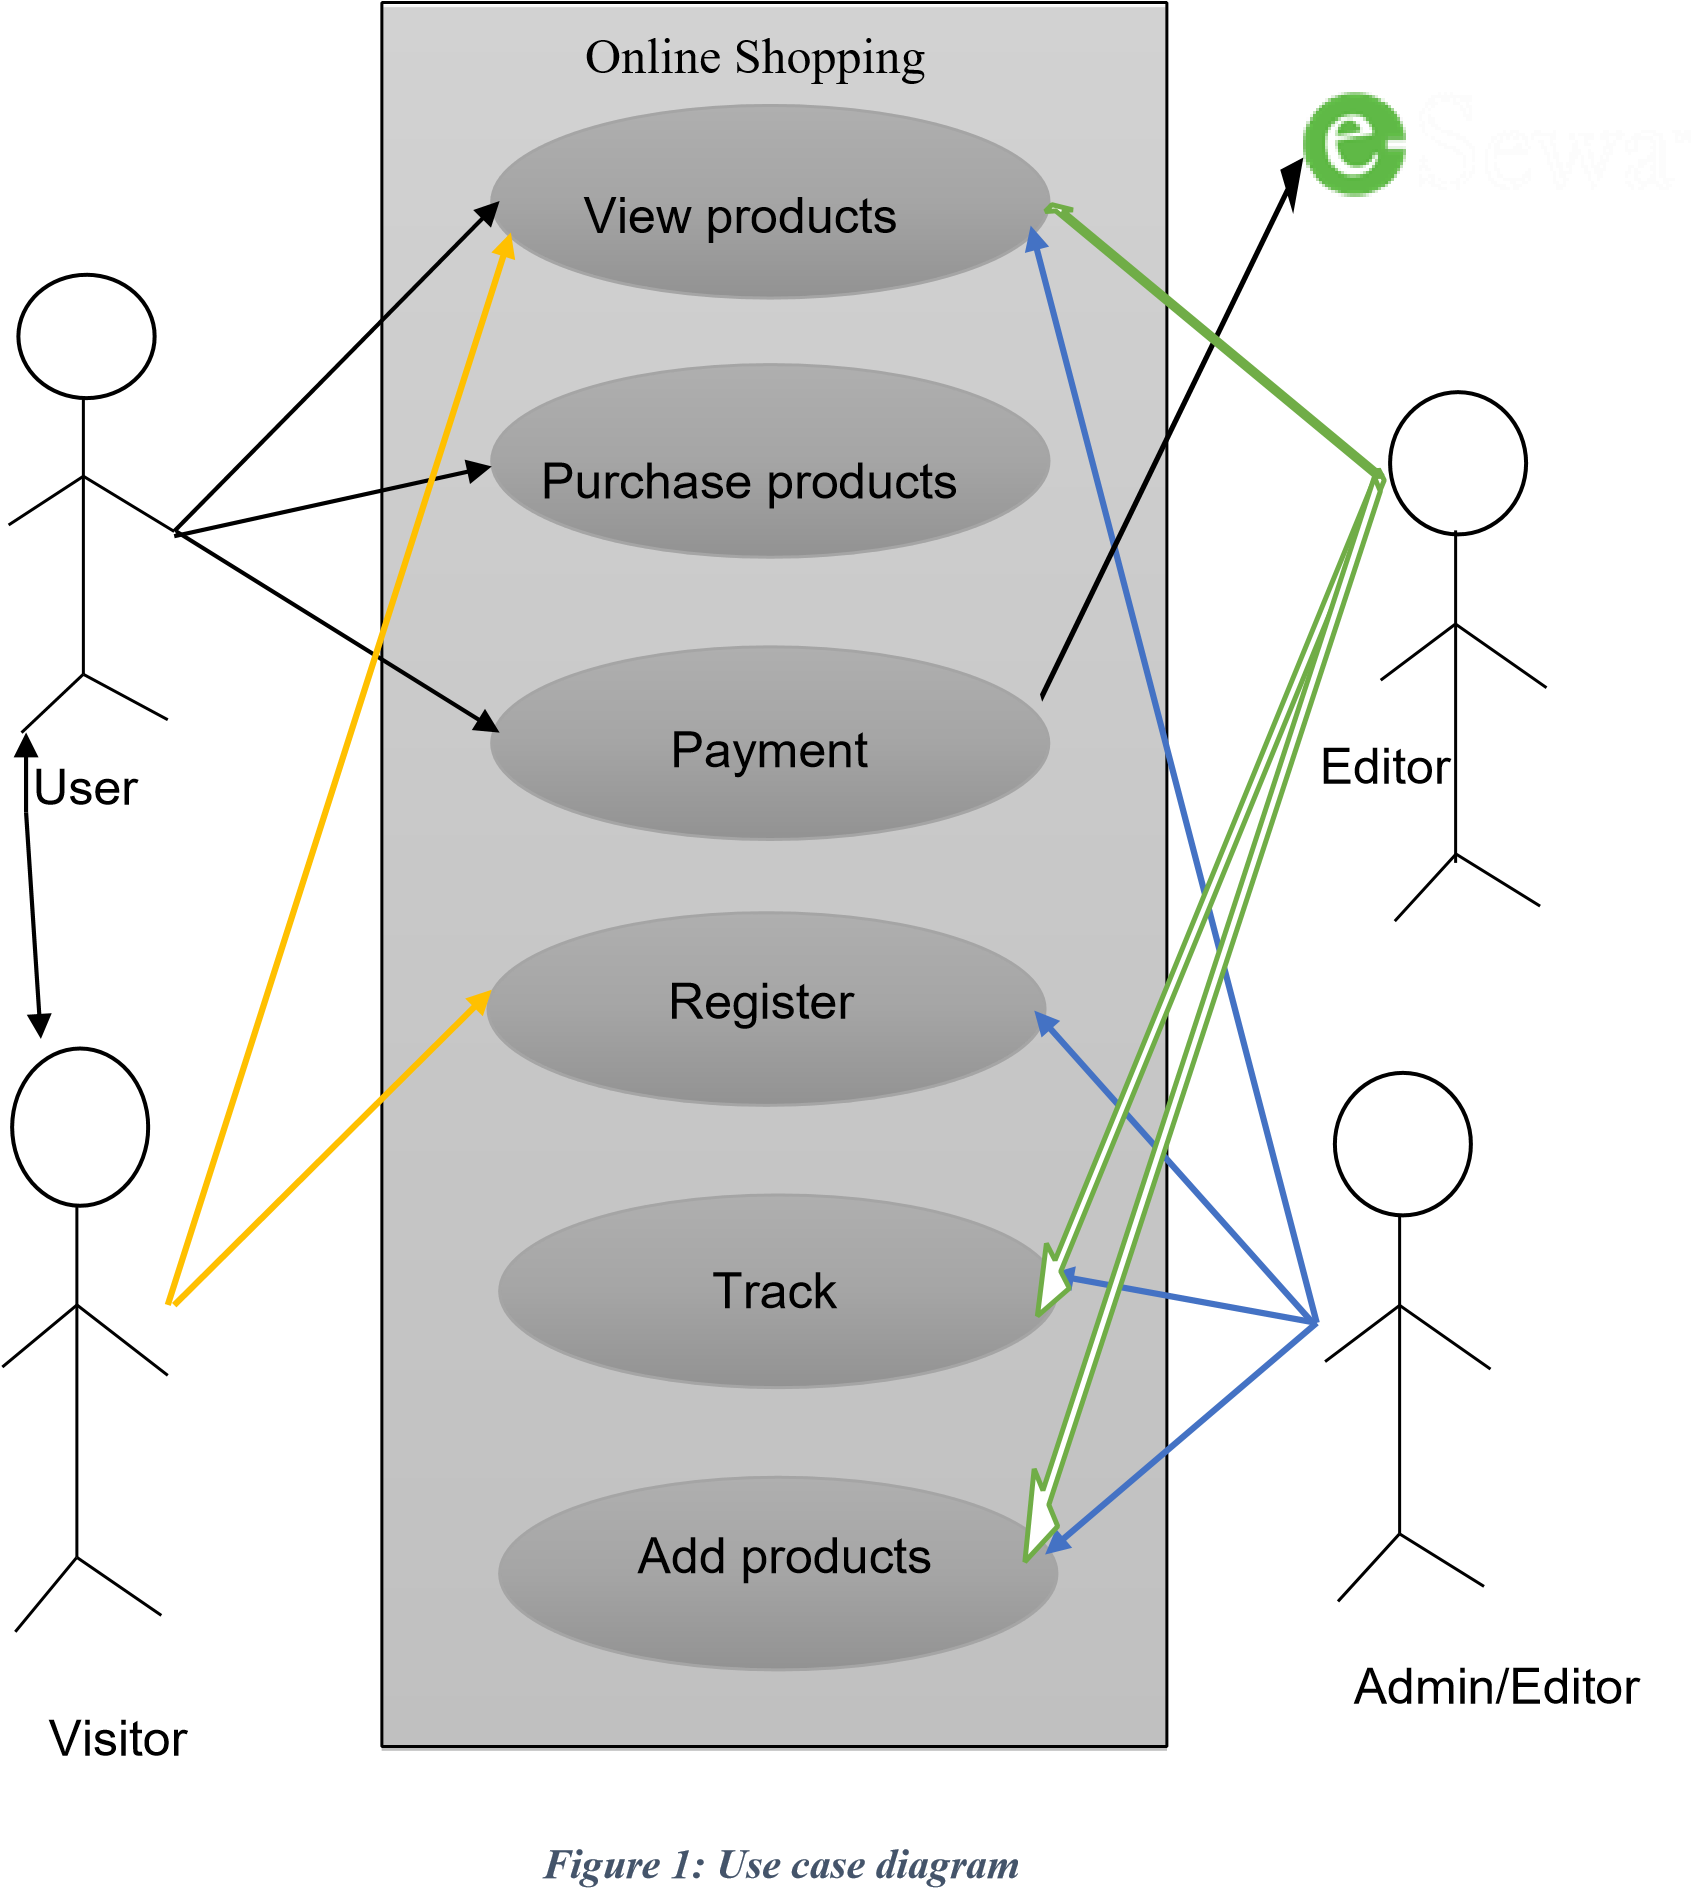 Online Shopping
eSewa
View products
Purchase products
Payment
User
Editor
Register
Track
Add products
Admin/Editor
Visitor
Figure 1: Use case diagram